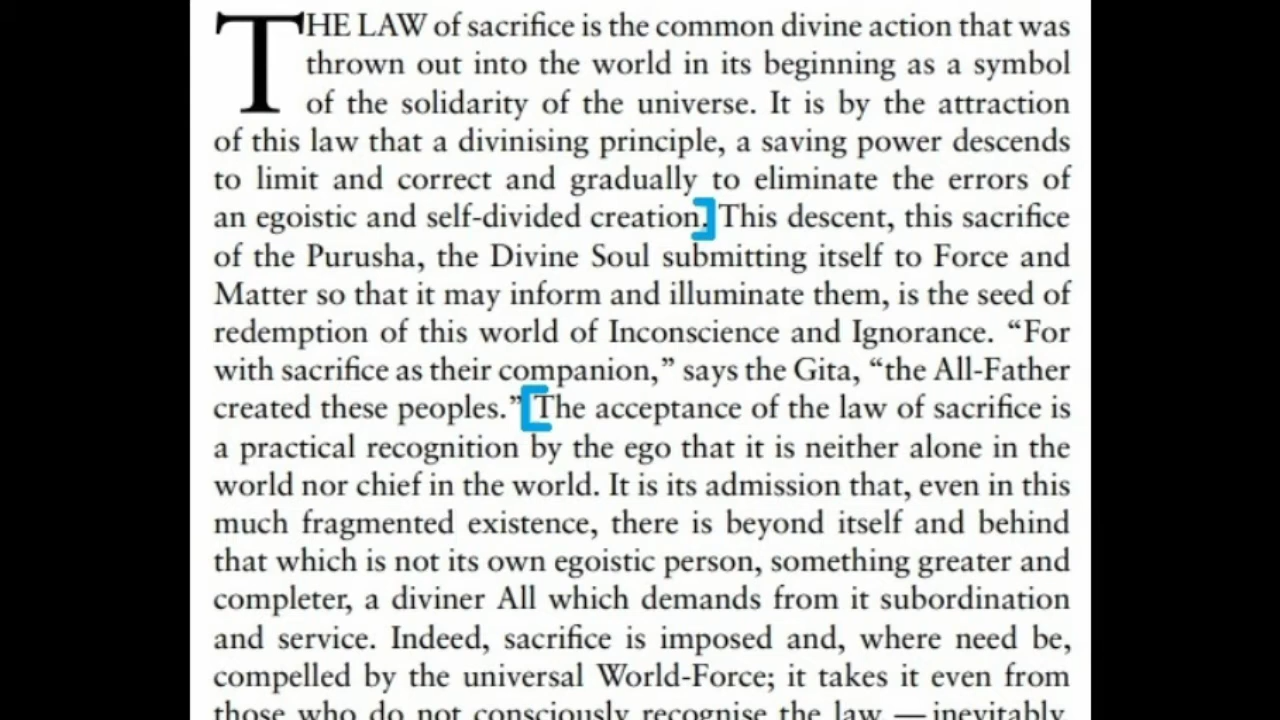 THE LAW of sacrifice is the common divine action that was
thrown out into the world in its beginning as a symbol
of the solidarity of the universe. It is by the attraction
of this law that a divinising principle, a saving power descends
to limit and correct and gradually to eliminate the errors of
an egoistic and self-divided creation.] This descent, this sacrifice
of the Purusha, the Divine Soul submitting itself to Force and
Matter so that it may inform and illuminate them, is the seed of
redemption of this world of Inconscience and Ignorance. “For
with sacrifice as their companion,” says the Gita, “the All-Father
created these peoples.” [The acceptance of the law of sacrifice is
a practical recognition by the ego that it is neither alone in the
world nor chief in the world. It is its admission that, even in this
much fragmented existence, there is beyond itself and behind
that which is not its own egoistic person, something greater and
completer, a diviner All which demands from it subordination
and service. Indeed, sacrifice is imposed and, where need be,
compelled by the universal World-Force; it takes it even from
those who do not consciously recognise the law, — inevitably,